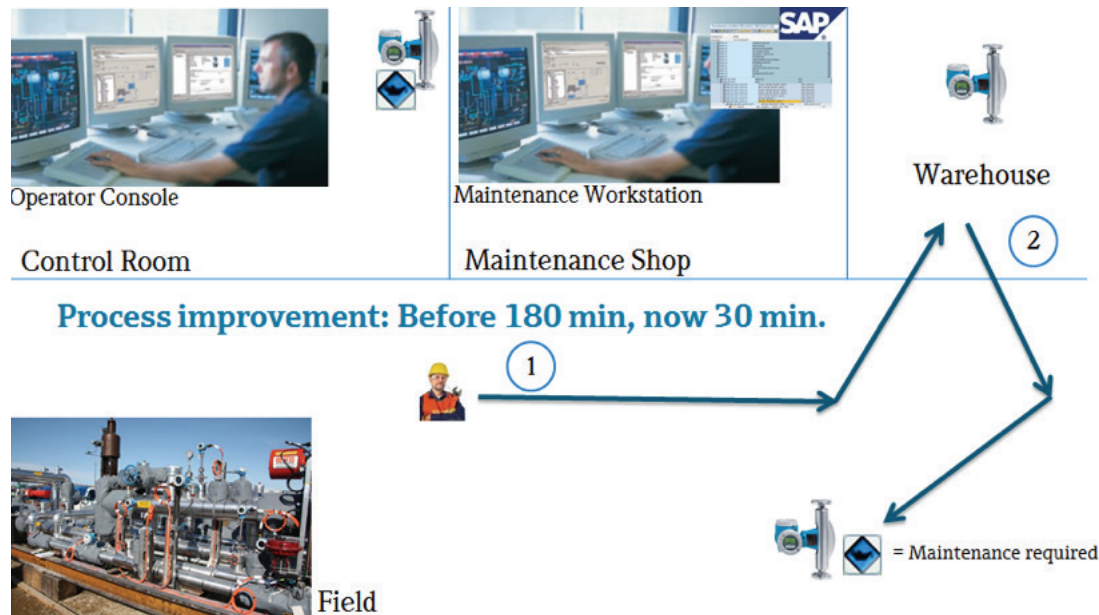 SAP
Operator Console
Maintenance Workstation
Warehouse
Control Room
Maintenance Shop
2
Process improvement: Before 180 min, now 30 min.
1
= Maintenance required
Field